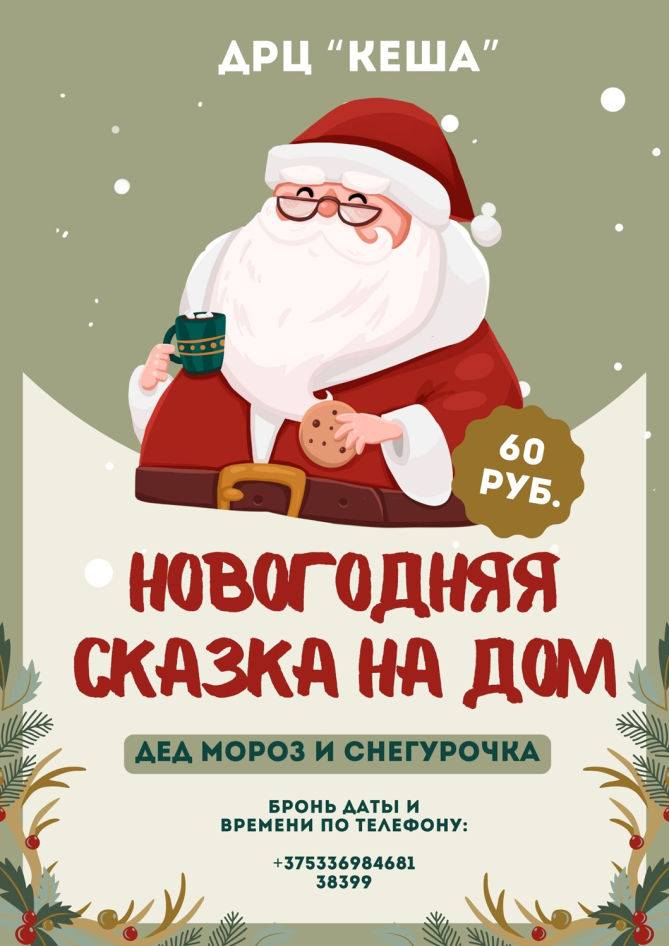 ДРЦ “КЕША”
60
РУБ.
НОВОГОДНЯЯ
СКАЗКА НА ДОМ
ДЕД МОРОЗ И СНЕГУРОЧКА
БРОНЬ ДАТЫ И
ВРЕМЕНИ ПО ТЕЛЕФОНУ:
+375336984681
38399